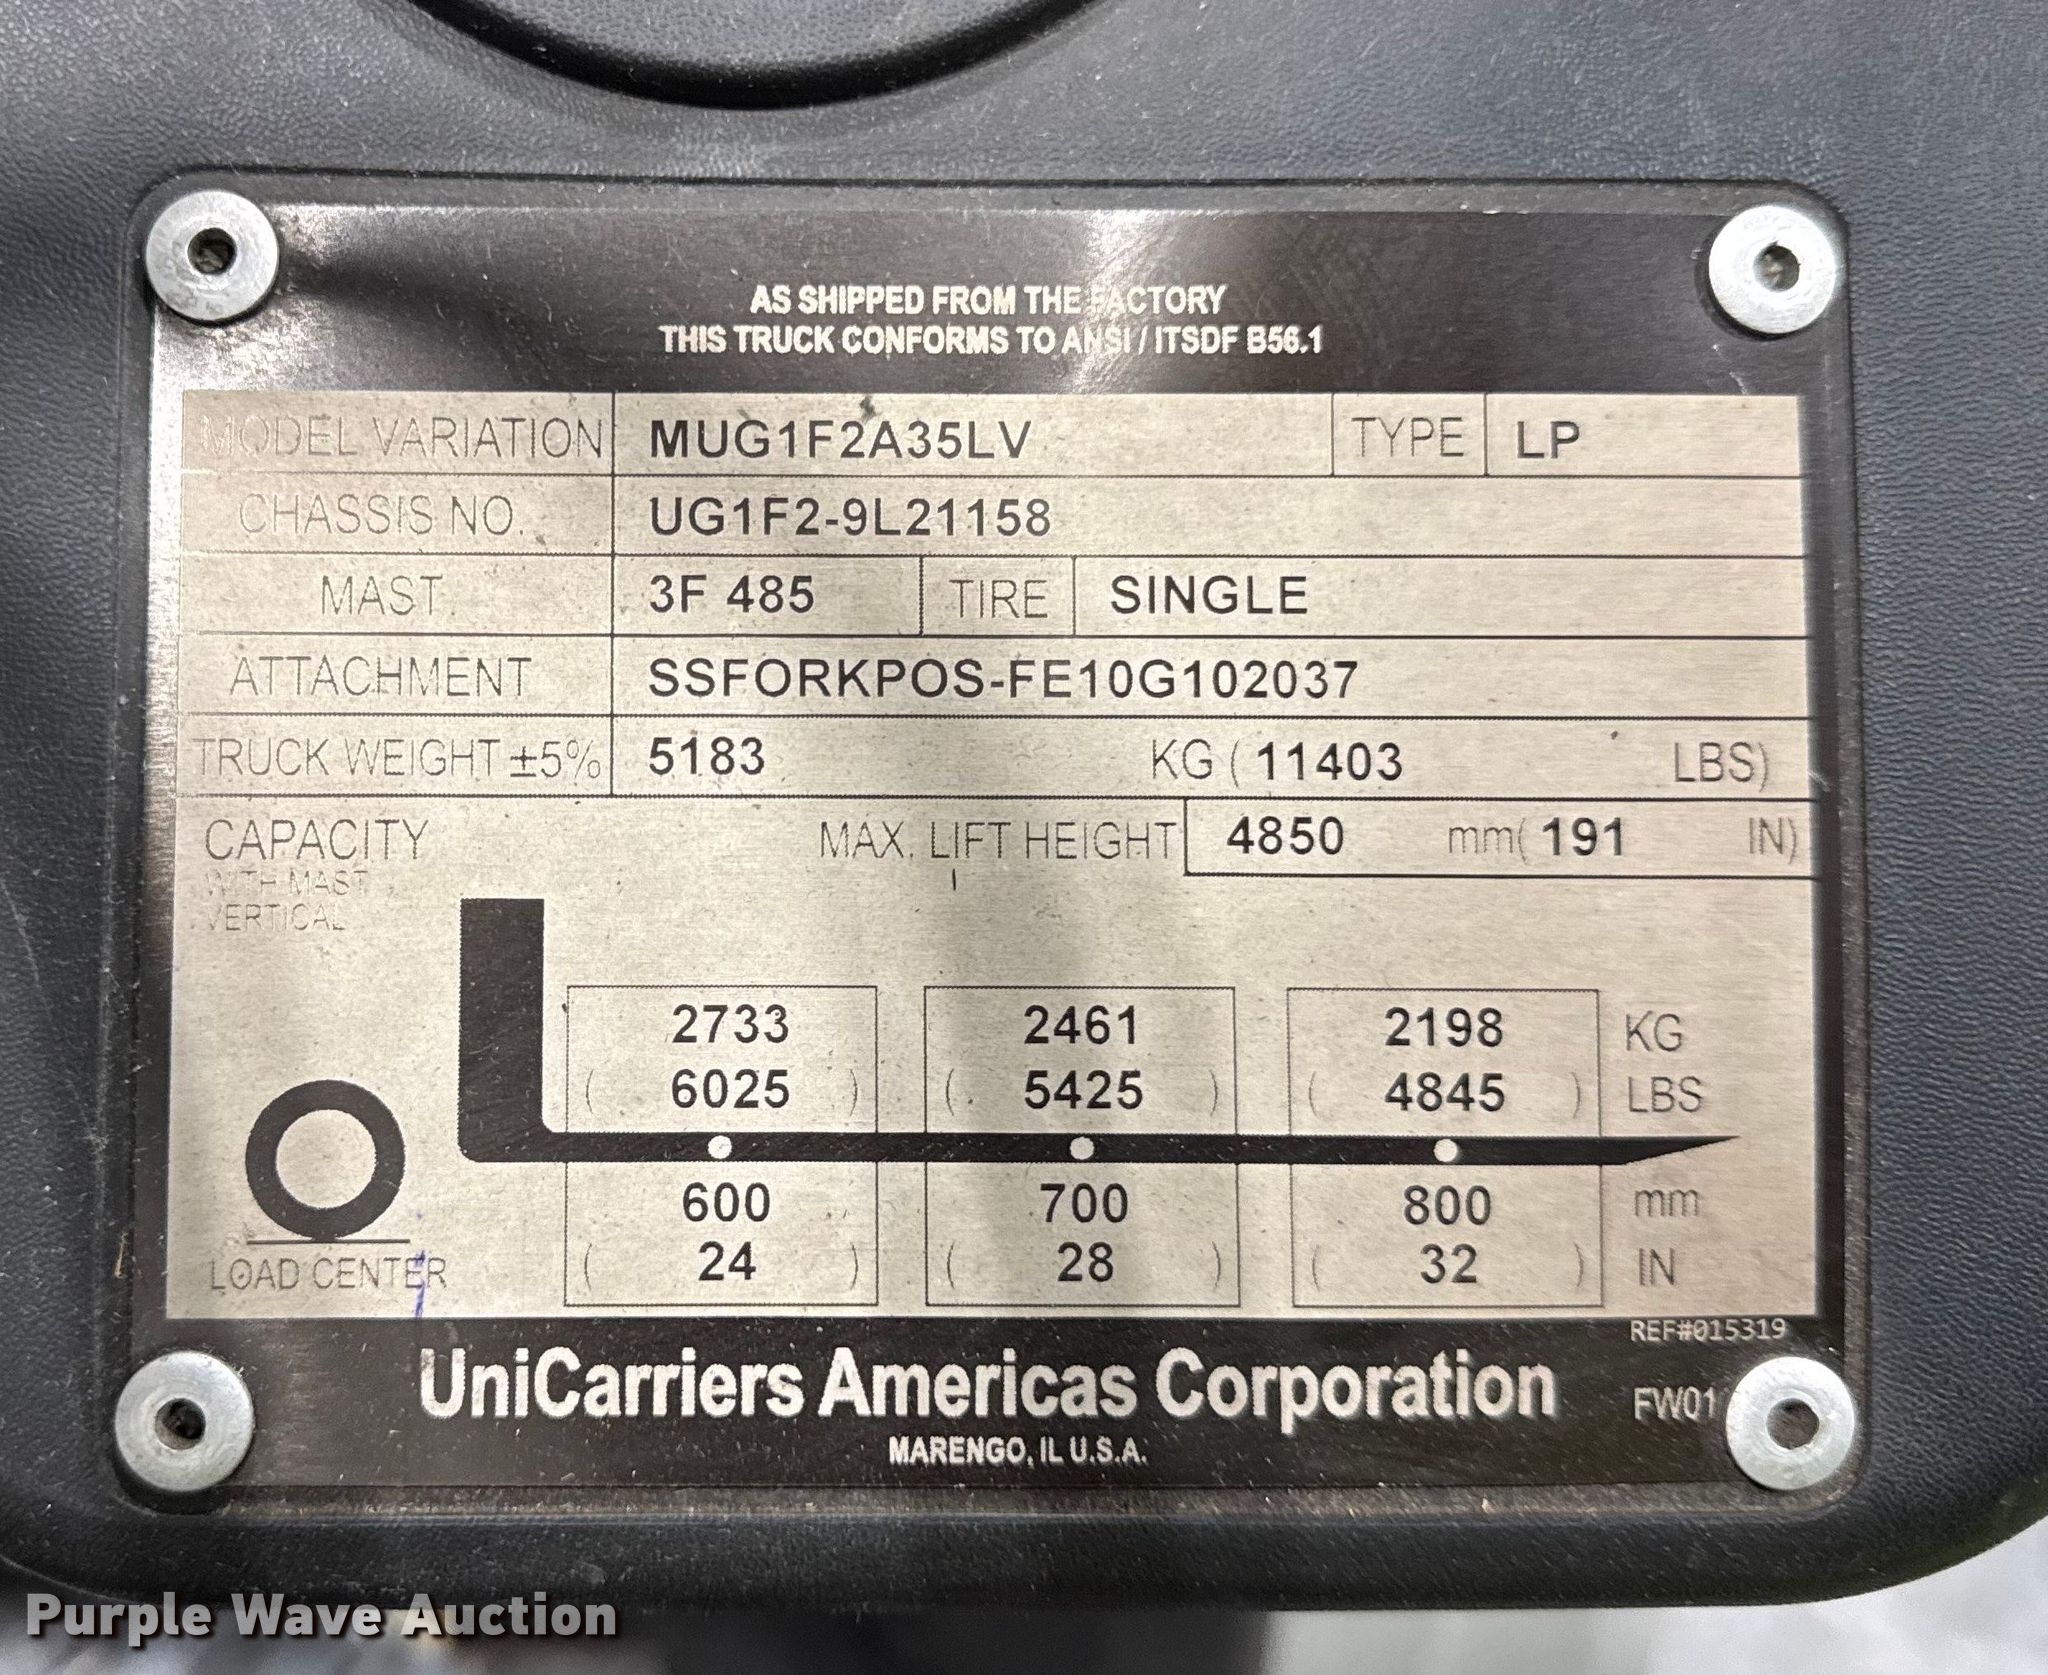 AS SHIPPED FROM THE FACTORY
THIS TRUCK CONFORMS TO ANSI / ITSDF B56.1
MODEL VARIATION MUG1F2A35LV TYPE LP
CHASSIS NO. UG1F2-9L21158
MAST. 3F 485 TIRE SINGLE
ATTACHMENT SSFORKPOS-FE10G102037
TRUCK WEIGHT ±5% 5183 KG ( 11403 LBS)
CAPACITY MAX. LIFT HEIGHT 4850 mm( 191 IN)
WITH MAST
VERTICAL
2733 2461 2198 KG
( 6025 ) ( 5425 ) ( 4845 ) LBS
600 700 800 mm
LOAD CENTER ( 24 ) ( 28 ) ( 32 ) IN
REF#015319
UniCarriers Americas Corporation FW01
MARENGO, IL U.S.A.
Purple Wave Auction